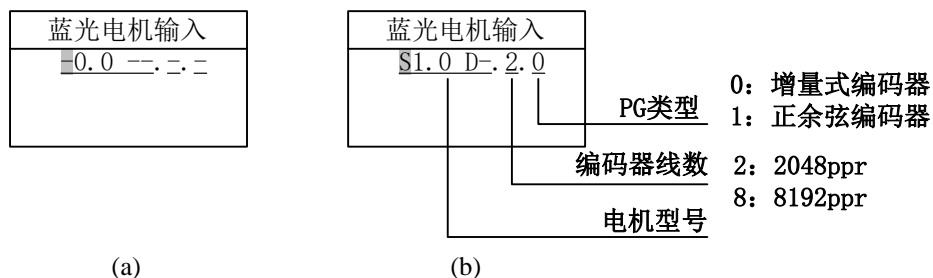 蓝光电机输入
-0.0 --.-.-
蓝光电机输入
S1.0 D-.2.0
PG类型
0：增量式编码器
1：正余弦编码器
编码器线数
2：2048ppr
8：8192ppr
电机型号
(a)
(b)